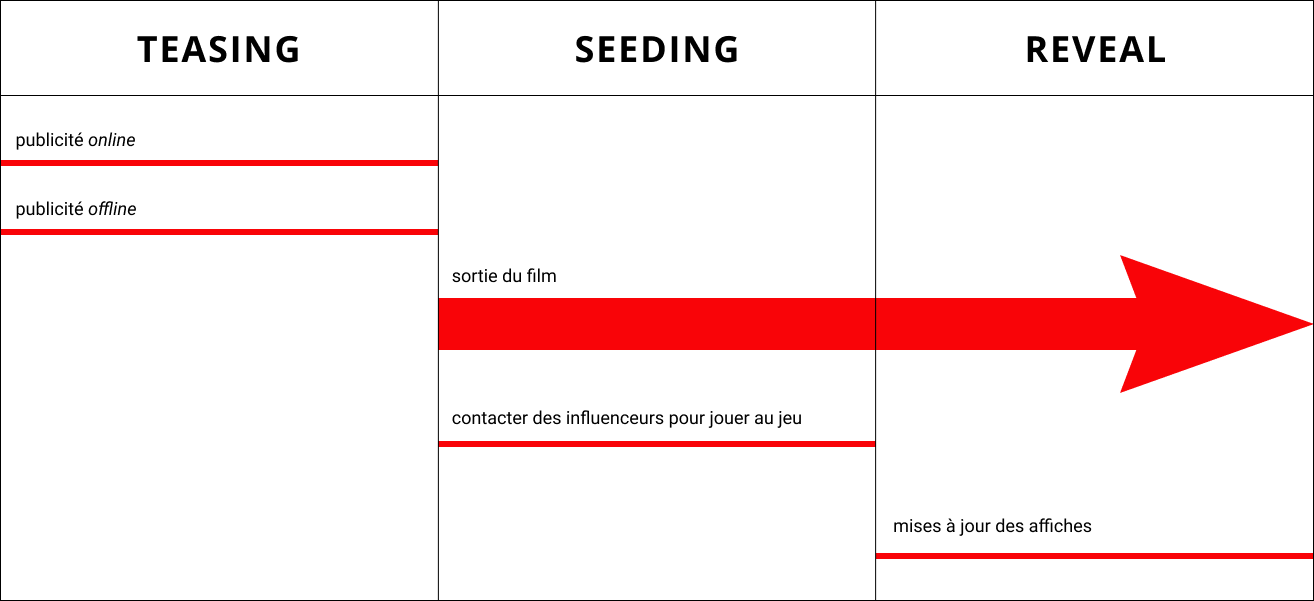 TEASING
SEEDING
REVEAL
publicité online
publicité offline
sortie du film
contacter des influenceurs pour jouer au jeu
mises à jour des affiches